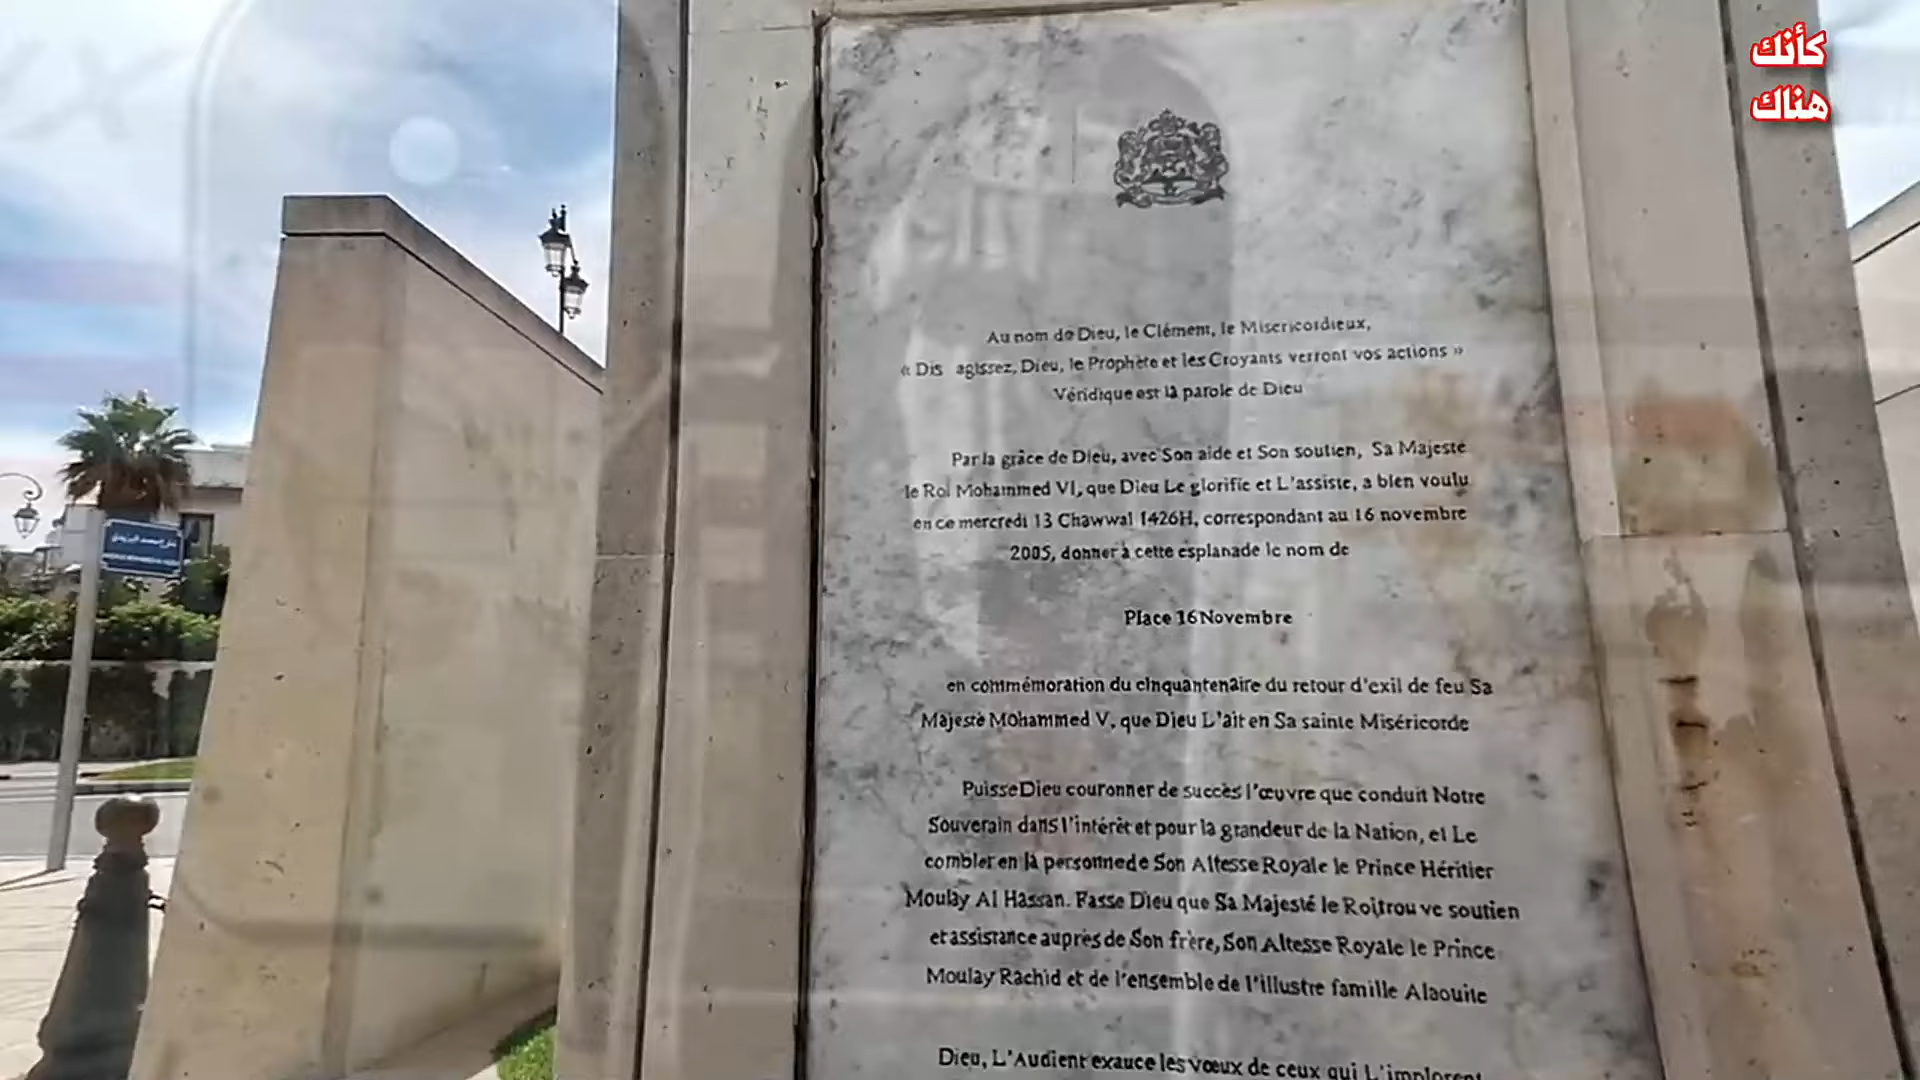 كأنك
هناك
Au nom de Dieu, le Clément, le Misericordieux,
« Dis agissez, Dieu, le Prophète et les Croyants verront vos actions »
Véridique est la parole de Dieu
Par la grâce de Dieu, avec Son aide et Son soutien, Sa Majesté
le Roi Mohammed VI, que Dieu Le glorifie et L'assiste, a bien voulu
en ce mercredi 13 Chawwal 1426H, correspondant au 16 novembre
2005, donner à cette esplanade le nom de
Place 16 Novembre
en commémoration du cinquantenaire du retour d'exil de feu Sa
Majesté Mohammed V, que Dieu L'ait en Sa sainte Miséricorde
Puisse Dieu couronner de succès l'œuvre que conduit Notre
Souverain dans l'intérêt et pour la grandeur de la Nation, et Le
combler en la personne de Son Altesse Royale le Prince Héritier
Moulay Al Hassan. Fasse Dieu que Sa Majesté le Roi trouve soutien
et assistance auprès de Son frère, Son Altesse Royale le Prince
Moulay Rachid et de l'ensemble de l'illustre famille Alaouite
Dieu, L'Audient exauce les vœux de ceux qui L'implorent